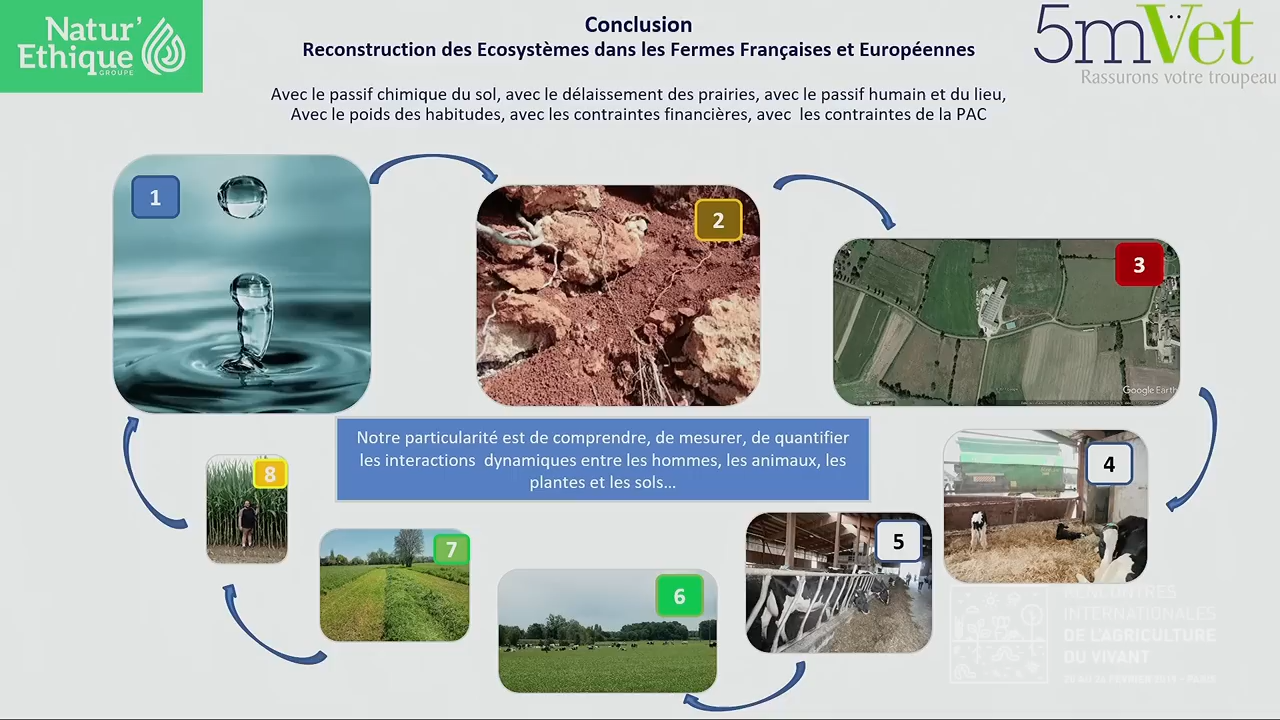 Natur'
Ethique
GROUPE
Conclusion
Reconstruction des Ecosystèmes dans les Fermes Françaises et Européennes
5mVet
Rassurons votre troupeau
Avec le passif chimique du sol, avec le délaissement des prairies, avec le passif humain et du lieu,
Avec le poids des habitudes, avec les contraintes financières, avec les contraintes de la PAC
1
2
3
Google Earth
Notre particularité est de comprendre, de mesurer, de quantifier
les interactions dynamiques entre les hommes, les animaux, les
plantes et les sols...
4
8
5
7
6
RENCONTRES
INTERNATIONALES
DE L'AGRICULTURE
DU VIVANT